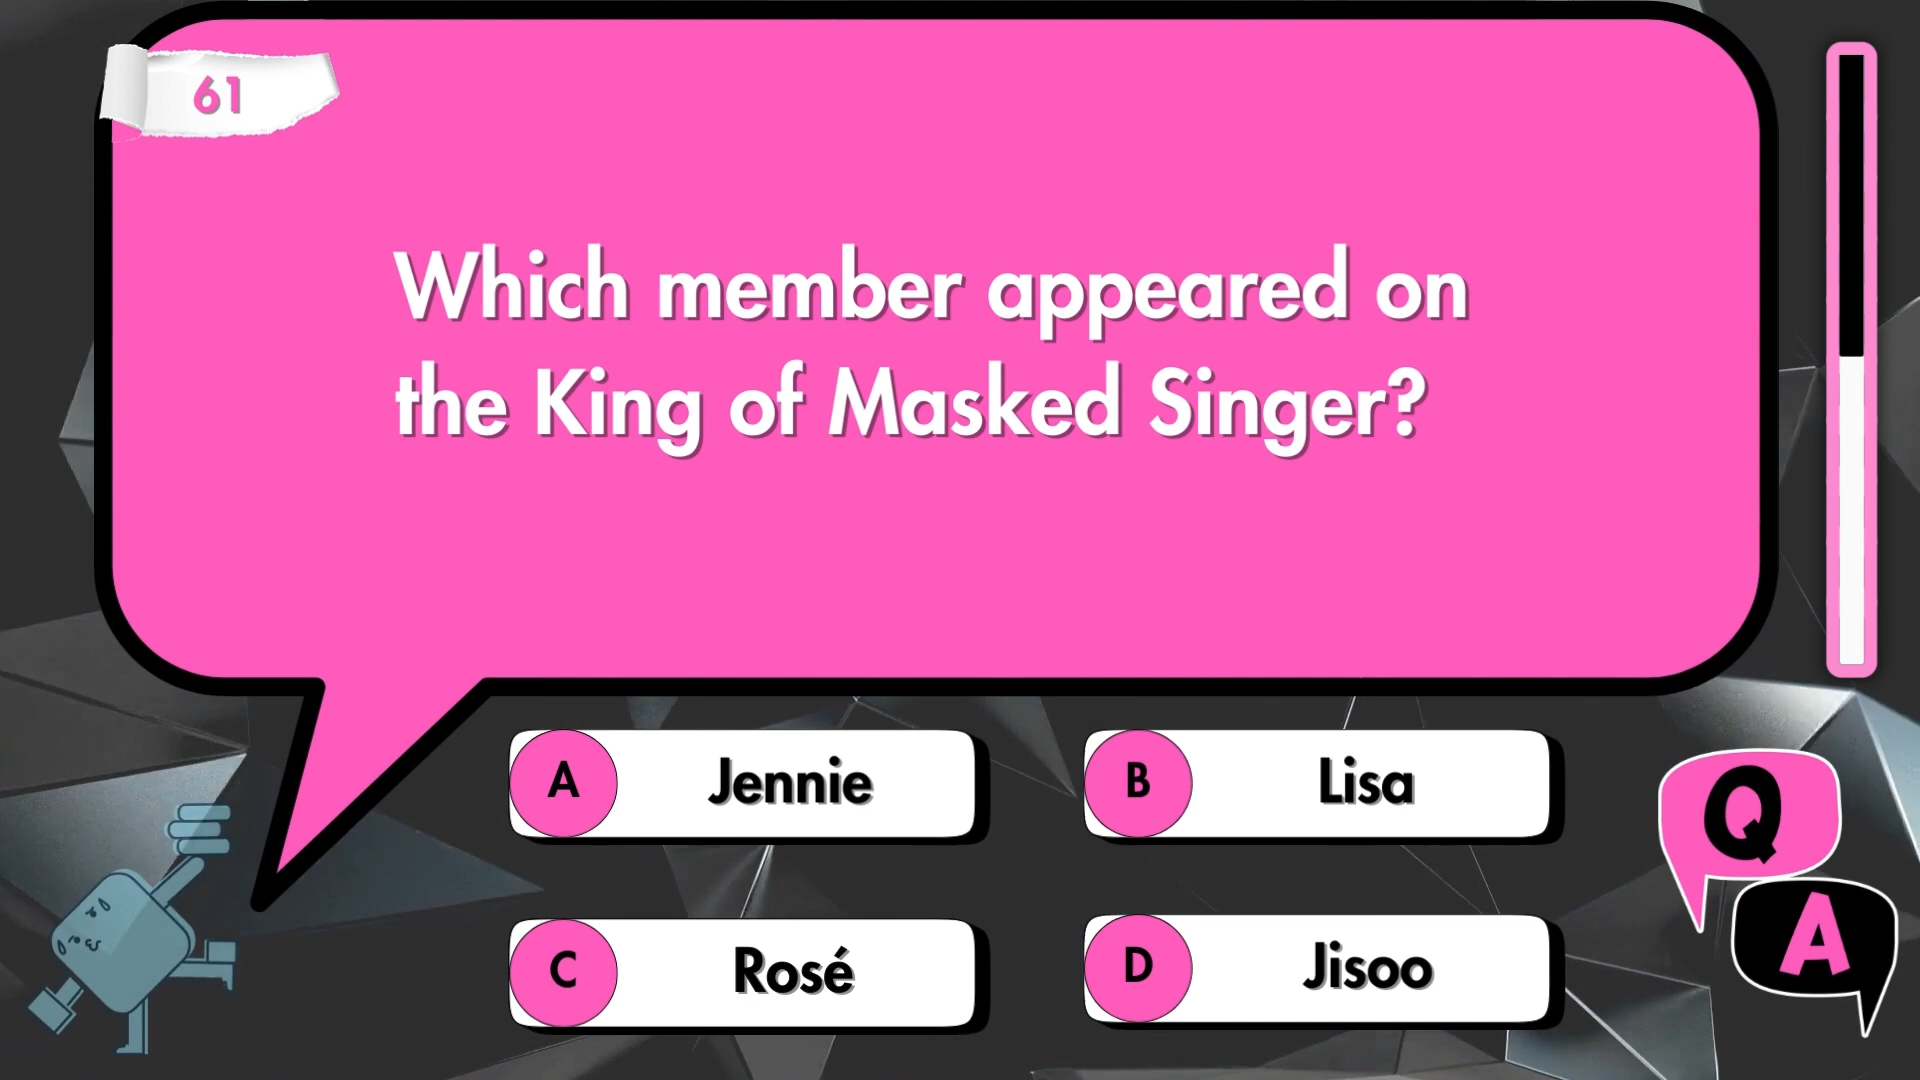 61
Which member appeared on
the King of Masked Singer?
A Jennie
B Lisa
C Rosé
D Jisoo
Q
A